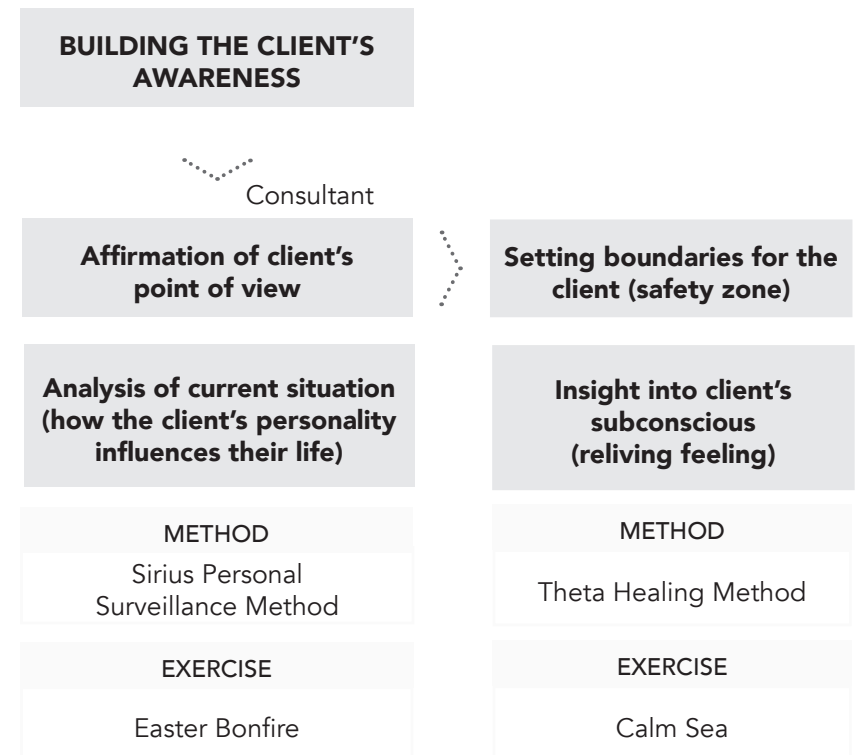 BUILDING THE CLIENT’S
AWARENESS
Consultant
Affirmation of client’s
point of view
Setting boundaries for the
client (safety zone)
Analysis of current situation
(how the client’s personality
influences their life)
Insight into client’s
subconscious
(reliving feeling)
METHOD
Sirius Personal
Surveillance Method
METHOD
Theta Healing Method
EXERCISE
Easter Bonfire
EXERCISE
Calm Sea